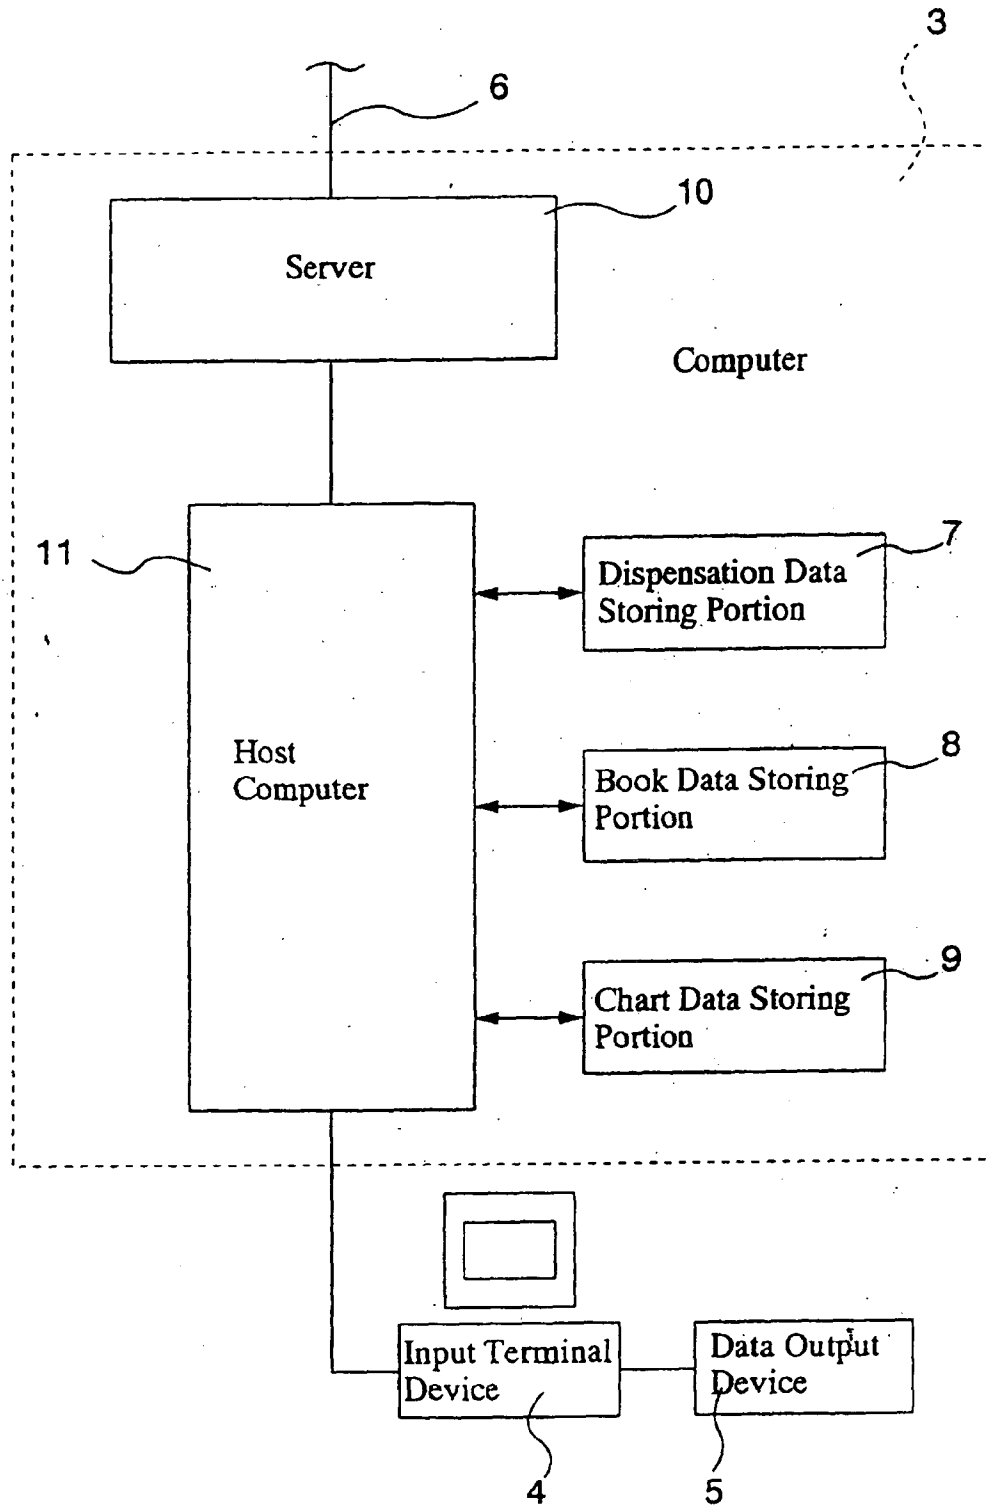 3
6
10
Server
Computer
11
7
Dispensation Data
Storing Portion
Host
Computer
8
Book Data Storing
Portion
9
Chart Data Storing
Portion
Input Terminal
Device
Data Output
Device
4
5